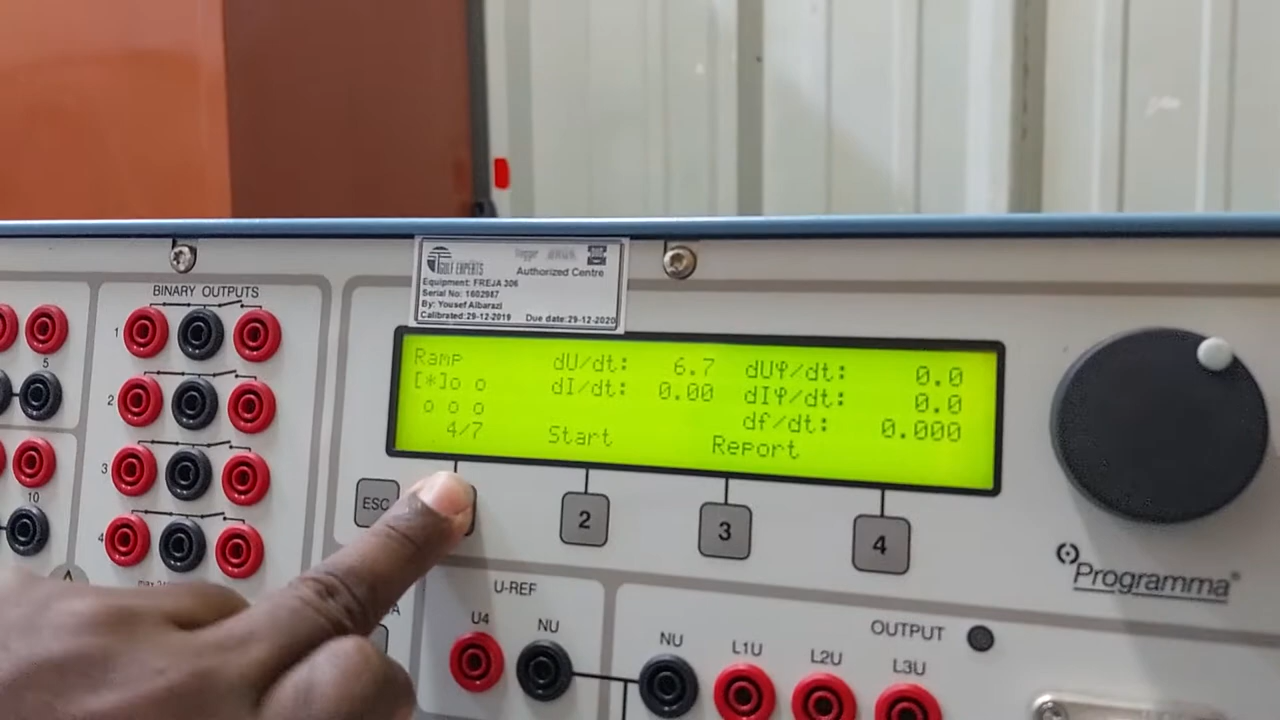 BINARY OUTPUTS
1
2
3
4
5
10
GULF EXPERTS
Authorized Centre
Equipment: FREJA 306
Serial No: 1602987
By: Yousef Albarazi
Calibrated:29-12-2019 Due date:29-12-2020
Ramp dU/dt: 6.7 dUφ/dt: 0.0
[*]o o dI/dt: 0.00 dIφ/dt: 0.0
o o o df/dt: 0.000
4/7 Start Report
ESC
2
3
4
Programma®
U-REF
U4
NU
OUTPUT
NU
L1U
L2U
L3U